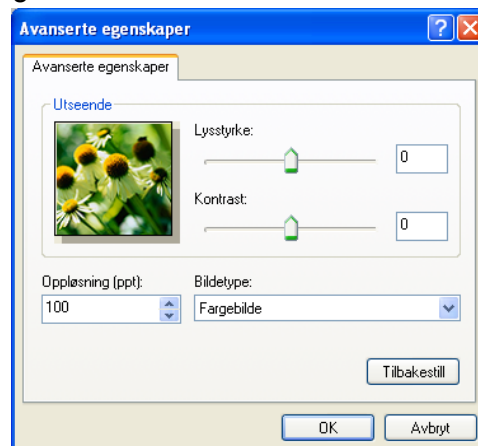 Avanserte egenskaper
Avanserte egenskaper
Utseende
Lysstyrke:
0
Kontrast:
0
Oppløsning (ppt): Bildetype:
100 Fargebilde
Tilbakestill
OK Avbryt